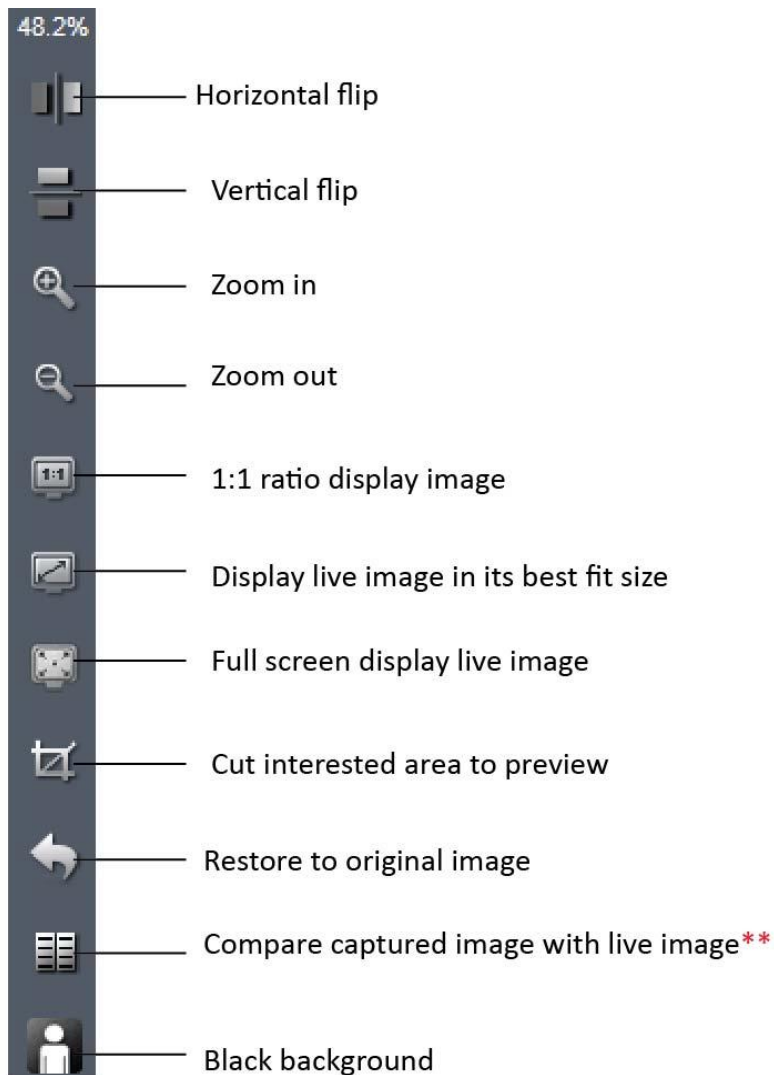 48.2%
Horizontal flip
Vertical flip
Zoom in
Zoom out
1:1
1:1 ratio display image
Display live image in its best fit size
Full screen display live image
Cut interested area to preview
Restore to original image
Compare captured image with live image**
Black background